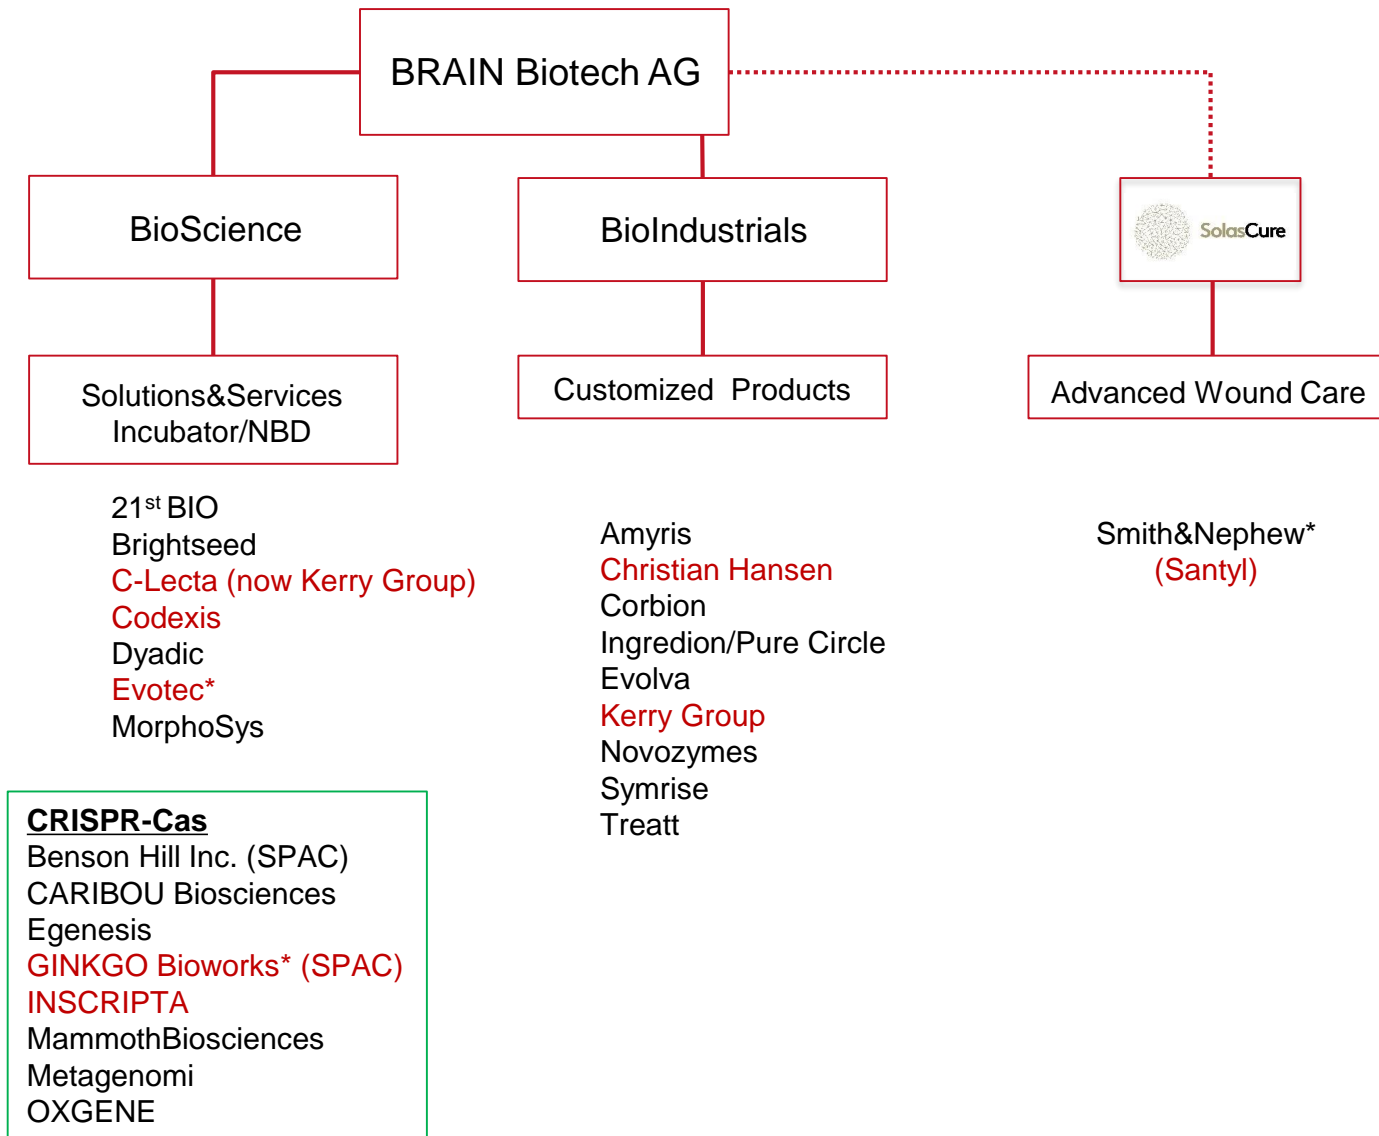 BRAIN Biotech AG
BioScience
BioIndustrials
SolasCure
Solutions&Services
Incubator/NBD
Customized Products
Advanced Wound Care
21st BIO
Brightseed
C-Lecta (now Kerry Group)
Codexis
Dyadic
Evotec*
MorphoSys
Amyris
Christian Hansen
Corbion
Ingredion/Pure Circle
Evolva
Kerry Group
Novozymes
Symrise
Treatt
Smith&Nephew*
(Santyl)
CRISPR-Cas
Benson Hill Inc. (SPAC)
CARIBOU Biosciences
Egenesis
GINKGO Bioworks* (SPAC)
INSCRIPTA
MammothBiosciences
Metagenomi
OXGENE